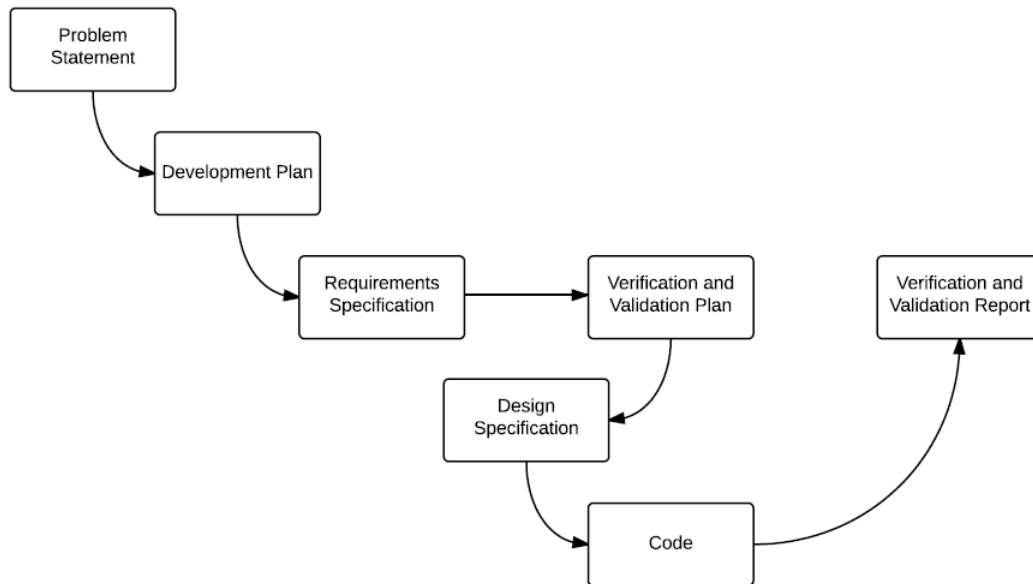 Problem
Statement
Development Plan
Requirements
Specification
Verification and
Validation Plan
Verification and
Validation Report
Design
Specification
Code